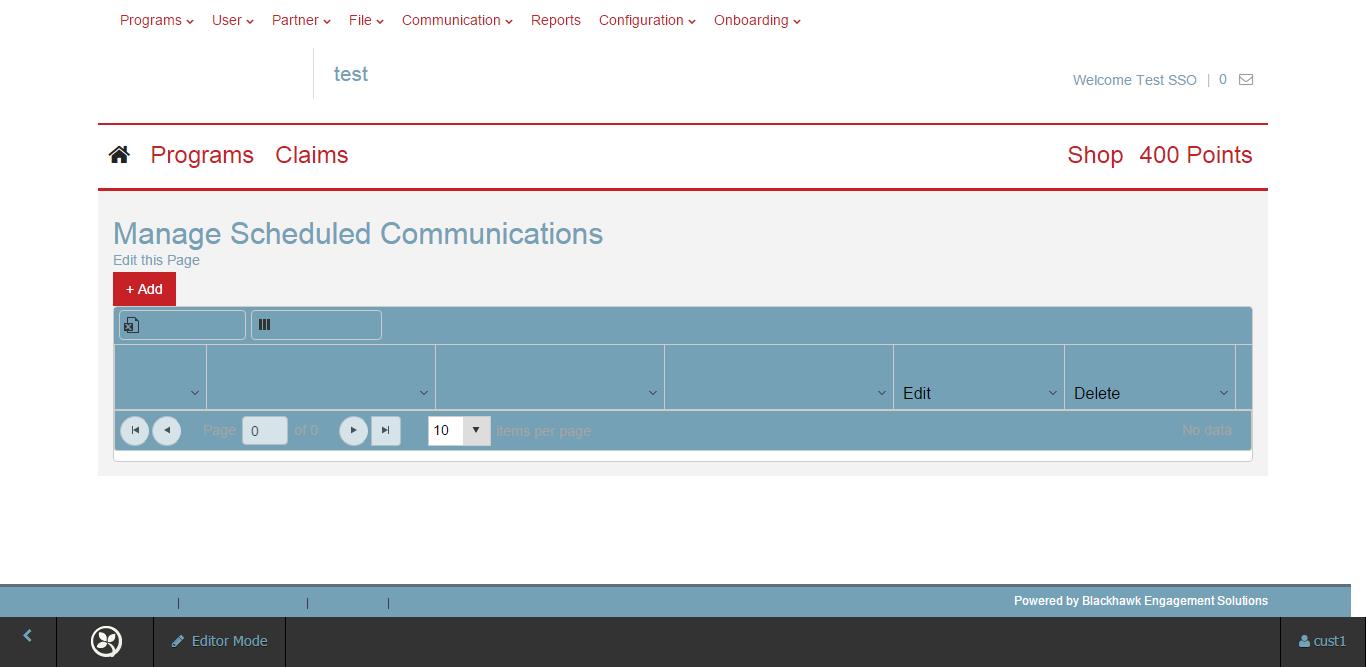 Programs User Partner File Communication Reports Configuration Onboarding
test
Welcome Test SSO | 0
Programs Claims Shop 400 Points
Manage Scheduled Communications
Edit this Page
+ Add
Edit Delete
Page 0 of 0 10 items per page No data
| | | Powered by Blackhawk Engagement Solutions
Editor Mode cust1